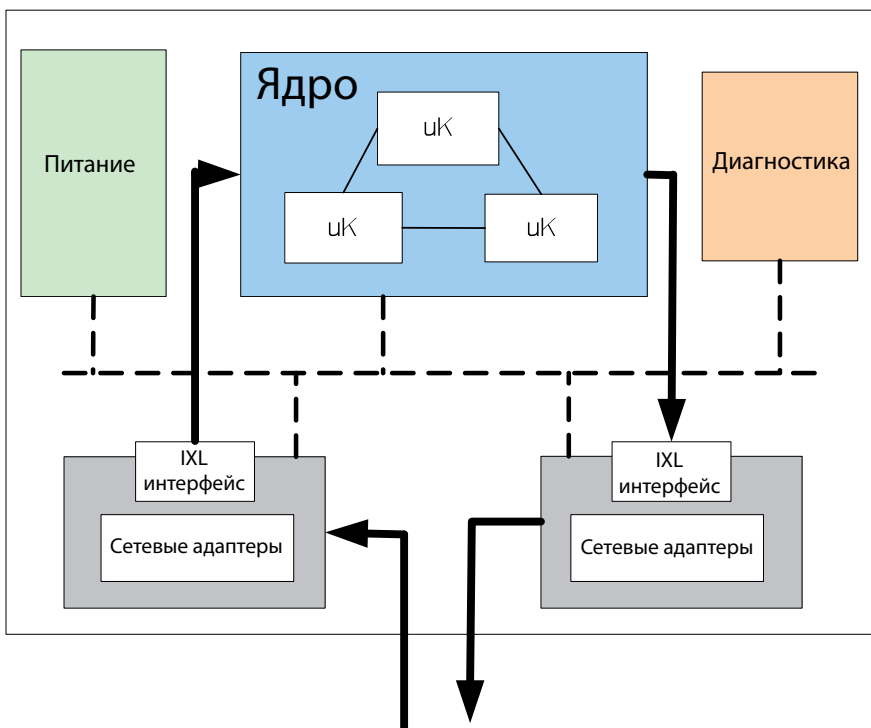 Ядро
Питание
uK
uK
uK
Диагностика
IXL
интерфейс
Сетевые адаптеры
IXL
интерфейс
Сетевые адаптеры